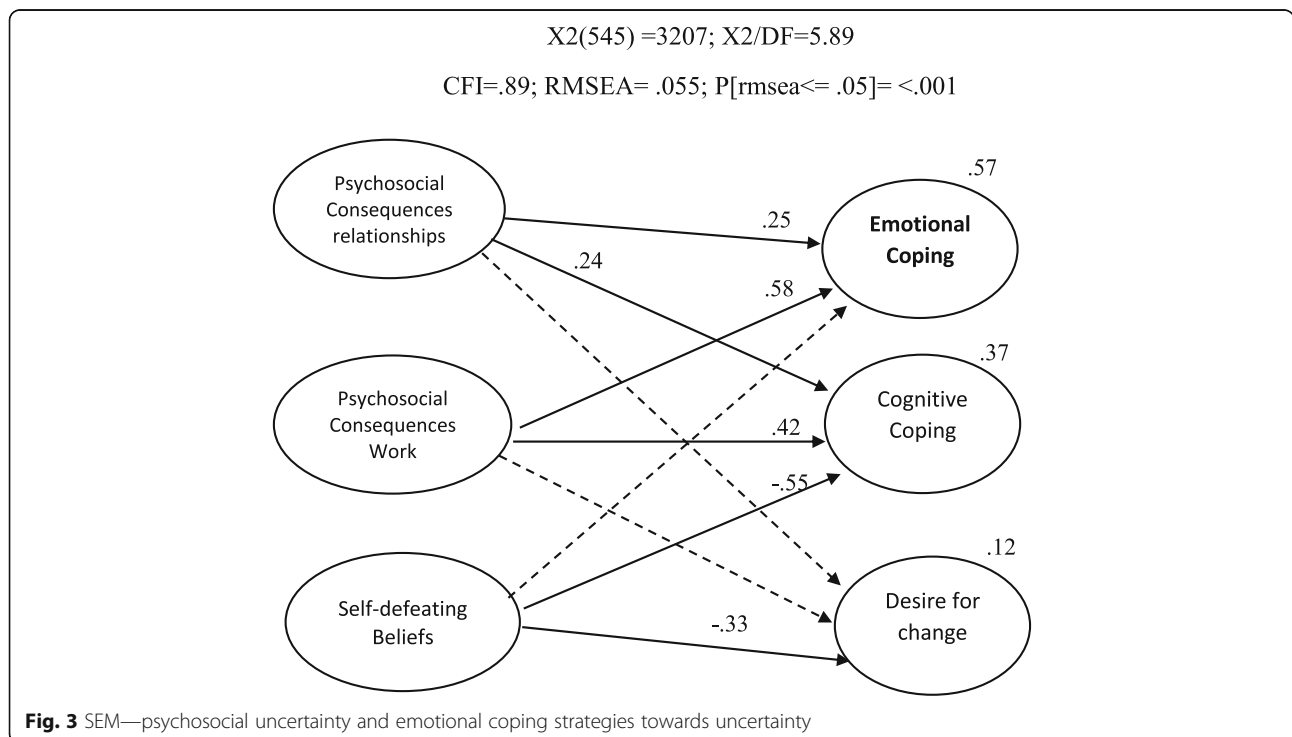 X2(545) =3207; X2/DF=5.89
CFI=.89; RMSEA= .055; P[rmsea<= .05]= <.001
Psychosocial
Consequences
relationships
.57
Emotional
Coping
.25
.24
.58
Psychosocial
Consequences
Work
.37
Cognitive
Coping
.42
-.55
Self-defeating
Beliefs
.12
Desire for
change
-.33
Fig. 3 SEM—psychosocial uncertainty and emotional coping strategies towards uncertainty